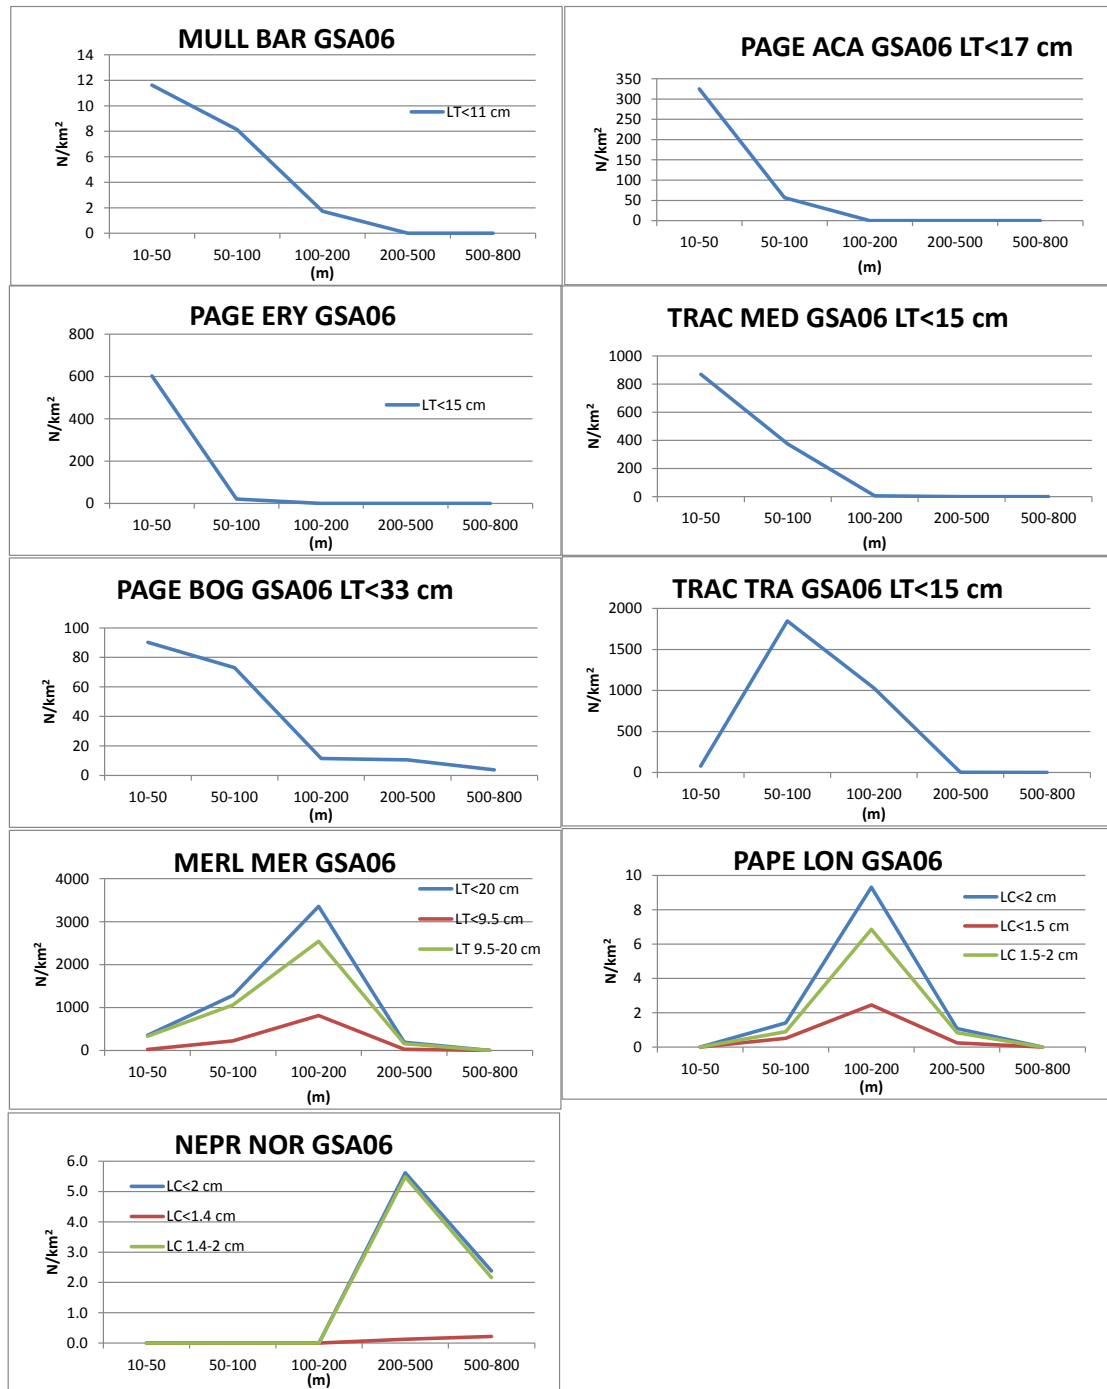 MULL BAR GSA06
14
12
10
8
6
4
2
0
N/km²
LT<11 cm
10-50 50-100 100-200 200-500 500-800
(m)
PAGE ACA GSA06 LT<17 cm
350
300
250
200
150
100
50
0
N/km²
10-50 50-100 100-200 200-500 500-800
(m)
PAGE ERY GSA06
800
600
400
200
0
N/km²
LT<15 cm
10-50 50-100 100-200 200-500 500-800
TRAC MED GSA06 LT<15 cm
1000
800
600
400
200
0
N/km²
10-50 50-100 100-200 200-500 500-800
(m)
PAGE BOG GSA06 LT<33 cm
100
80
60
40
20
0
N/km²
10-50 50-100 100-200 200-500 500-800
TRAC TRA GSA06 LT<15 cm
2000
1500
1000
500
0
N/km²
10-50 50-100 100-200 200-500 500-800
(m)
MERL MER GSA06
4000
3000
2000
1000
0
N/km²
LT<20 cm
LT<9.5 cm
LT 9.5-20 cm
10-50 50-100 100-200 200-500 500-800
(m)
PAPE LON GSA06
10
8
6
4
2
0
N/km²
LC<2 cm
LC<1.5 cm
LC 1.5-2 cm
10-50 50-100 100-200 200-500 500-800
(m)
NEPR NOR GSA06
6.0
5.0
4.0
3.0
2.0
1.0
0.0
N/km²
LC<2 cm
LC<1.4 cm
LC 1.4-2 cm
10-50 50-100 100-200 200-500 500-800
(m)